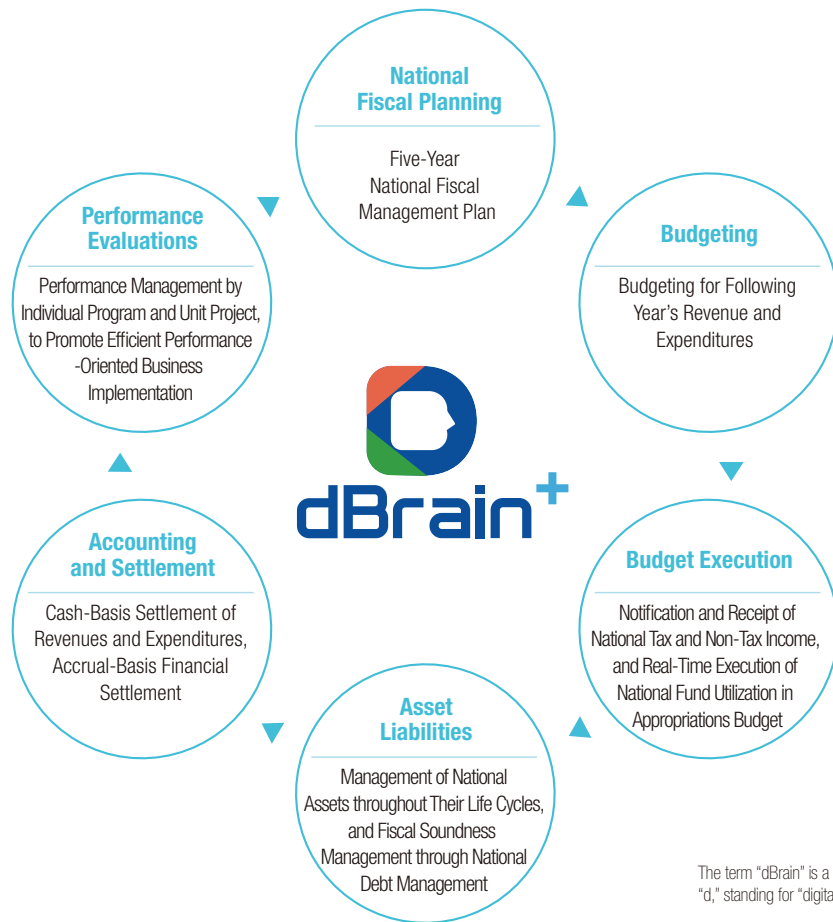 National
Fiscal Planning
Five-Year
National Fiscal
Management Plan
Budgeting
Budgeting for Following
Year's Revenue and
Expenditures
Budget Execution
Notification and Receipt of
National Tax and Non-Tax Income,
and Real-Time Execution of
National Fund Utilization in
Appropriations Budget
Asset
Liabilities
Management of National
Assets throughout Their Life Cycles,
and Fiscal Soundness
Management through National
Debt Management
Accounting
and Settlement
Cash-Basis Settlement of
Revenues and Expenditures,
Accrual-Basis Financial
Settlement
Performance
Evaluations
Performance Management by
Individual Program and Unit Project,
to Promote Efficient Performance
-Oriented Business
Implementation
dBrain+
The term “dBrain” is a
“d,” standing for “digita